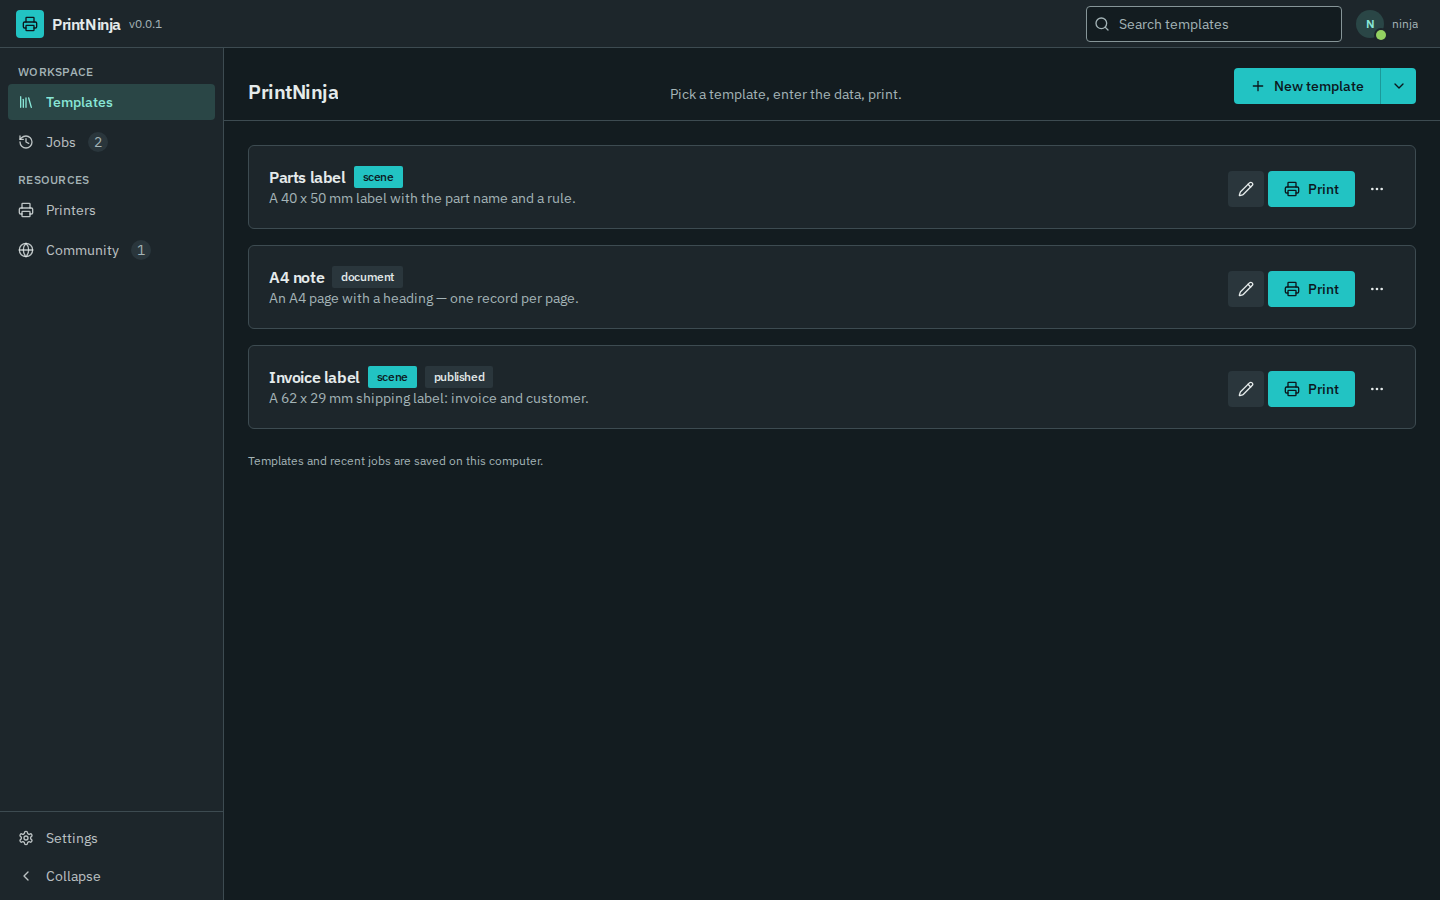 PrintNinja v0.0.1
Search templates
N
ninja
WORKSPACE
Templates
Jobs 2
RESOURCES
Printers
Community 1
Settings
Collapse
PrintNinja
Pick a template, enter the data, print.
New template
Parts label scene
A 40 x 50 mm label with the part name and a rule.
Print
A4 note document
An A4 page with a heading — one record per page.
Print
Invoice label scene published
A 62 x 29 mm shipping label: invoice and customer.
Print
Templates and recent jobs are saved on this computer.